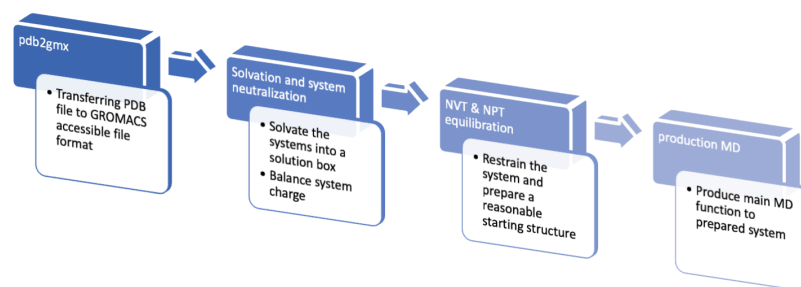 pdb2gmx
• Transferring PDB
file to GROMACS
accessible file
format
Solvation and system
neutralization
• Solvate the
systems into a
solution box
• Balance system
charge
NVT & NPT
equilibration
• Restrain the
system and
prepare a
reasonable
starting structure
production MD
• Produce main MD
function to
prepared system